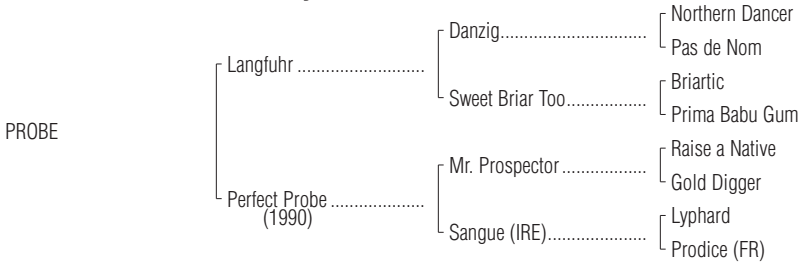 Northern Dancer
Danzig..................................
Pas de Nom
Langfuhr ..........................
Briartic
Sweet Briar Too..................
Prima Babu Gum
PROBE
Raise a Native
Mr. Prospector ...................
Gold Digger
Perfect Probe ....................
(1990)
Lyphard
Sangue (IRE)......................
Prodice (FR)